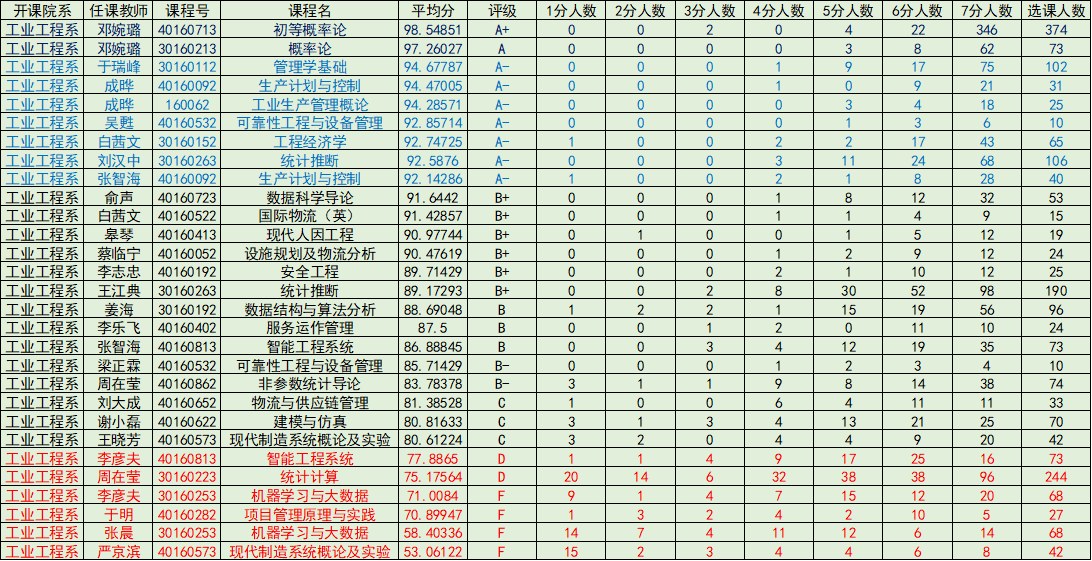 开课院系 任课教师 课程号 课程名 平均分 评级 1分人数 2分人数 3分人数 4分人数 5分人数 6分人数 7分人数 选课人数
工业工程系 邓婉璐 40160713 初等概率论 98.54851 A+ 0 0 2 0 4 22 346 374
工业工程系 邓婉璐 30160213 概率论 97.26027 A 0 0 0 0 3 8 62 73
工业工程系 于瑞峰 30160112 管理学基础 94.67787 A- 0 0 0 1 9 17 75 102
工业工程系 成晔 40160092 生产计划与控制 94.47005 A- 0 0 0 1 0 9 21 31
工业工程系 成晔 160062 工业生产管理概论 94.28571 A- 0 0 0 0 3 4 18 25
工业工程系 吴甦 40160532 可靠性工程与设备管理 92.85714 A- 0 0 0 0 1 3 6 10
工业工程系 白茜文 30160152 工程经济学 92.74725 A- 1 0 0 2 2 17 43 65
工业工程系 刘汉中 30160263 统计推断 92.5876 A- 0 0 0 3 11 24 68 106
工业工程系 张智海 40160092 生产计划与控制 92.14286 A- 1 0 0 2 1 8 28 40
工业工程系 俞声 40160723 数据科学导论 91.6442 B+ 0 0 0 1 8 12 32 53
工业工程系 白茜文 40160522 国际物流（英） 91.42857 B+ 0 0 0 1 1 4 9 15
工业工程系 皋琴 40160413 现代人因工程 90.97744 B+ 0 1 0 0 1 5 12 19
工业工程系 蔡临宁 40160052 设施规划及物流分析 90.47619 B+ 0 0 0 1 2 9 12 24
工业工程系 李志忠 40160192 安全工程 89.71429 B+ 0 0 0 2 1 10 12 25
工业工程系 王江典 30160263 统计推断 89.17293 B+ 0 0 2 8 30 52 98 190
工业工程系 姜海 30160192 数据结构与算法分析 88.69048 B 1 2 2 1 15 19 56 96
工业工程系 李乐飞 40160402 服务运作管理 87.5 B 0 0 1 2 0 11 10 24
工业工程系 张智海 40160813 智能工程系统 86.88845 B 0 0 3 4 12 19 35 73
工业工程系 梁正霖 40160532 可靠性工程与设备管理 85.71429 B- 0 0 0 1 2 3 4 10
工业工程系 周在莹 40160862 非参数统计导论 83.78378 B- 3 1 1 9 8 14 38 74
工业工程系 刘大成 40160652 物流与供应链管理 81.38528 C 1 0 0 6 4 11 11 33
工业工程系 谢小磊 40160622 建模与仿真 80.81633 C 3 1 3 4 13 21 25 70
工业工程系 王晓芳 40160573 现代制造系统概论及实验 80.61224 C 3 2 0 4 4 9 20 42
工业工程系 李彦夫 40160813 智能工程系统 77.8865 D 1 1 4 9 17 25 16 73
工业工程系 周在莹 30160223 统计计算 75.17564 D 20 14 6 32 38 38 96 244
工业工程系 李彦夫 30160253 机器学习与大数据 71.0084 F 9 1 4 7 15 12 20 68
工业工程系 于明 40160282 项目管理原理与实践 70.89947 F 1 3 2 4 2 10 5 27
工业工程系 张晨 30160253 机器学习与大数据 58.40336 F 14 7 4 11 12 6 14 68
工业工程系 严京滨 40160573 现代制造系统概论及实验 53.06122 F 15 2 3 4 4 6 8 42